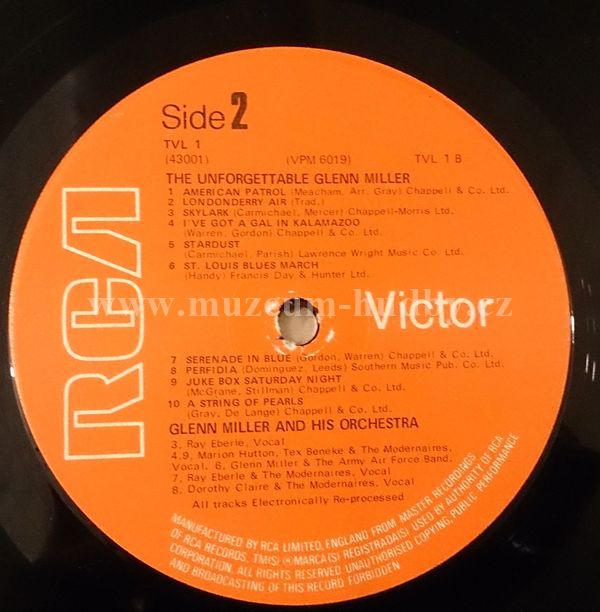 Side 2
TVL 1
(43001) (VPM 6019) TVL 1 B
THE UNFORGETTABLE GLENN MILLER
1 AMERICAN PATROL (Meacham, Arr. Gray) Chappell & Co. Ltd.
2 LONDONDERRY AIR (Trad.)
3 SKYLARK (Carmichael, Mercer) Chappell-Morris Ltd.
4 I'VE GOT A GAL IN KALAMAZOO
(Warren, Gordon) Chappell & Co. Ltd.
5 STARDUST
(Carmichael, Parish) Lawrence Wright Music Co. Ltd.
6 ST. LOUIS BLUES MARCH
(Handy) Francis Day & Hunter Ltd.
RCA
www.muzeum-hudby.cz
Victor
7 SERENADE IN BLUE (Gordon, Warren) Chappell & Co. Ltd.
8 PERFIDIA (Dominguez, Leeds) Southern Music Pub. Co. Ltd.
9 JUKE BOX SATURDAY NIGHT
(McGrane, Stillman) Chappell & Co. Ltd.
10 A STRING OF PEARLS
(Gray, De Lange) Chappell & Co. Ltd.
GLENN MILLER AND HIS ORCHESTRA
3, Ray Eberle, Vocal
4.9, Marion Hutton, Tex Beneke & The Modernaires,
Vocal. 6, Glenn Miller & The Army Air Force Band.
7, Ray Eberle & The Modernaires, Vocal
8, Dorothy Claire & The Modernaires, Vocal
All tracks Electronically Re-processed
MANUFACTURED BY RCA LIMITED, ENGLAND FROM MASTER RECORDINGS
OF RCA RECORDS. TM(S) ® MARCA(S) REGISTRADA(S) USED BY AUTHORITY OF RCA
CORPORATION. ALL RIGHTS RESERVED. UNAUTHORISED COPYING, PUBLIC PERFORMANCE
AND BROADCASTING OF THIS RECORD FORBIDDEN